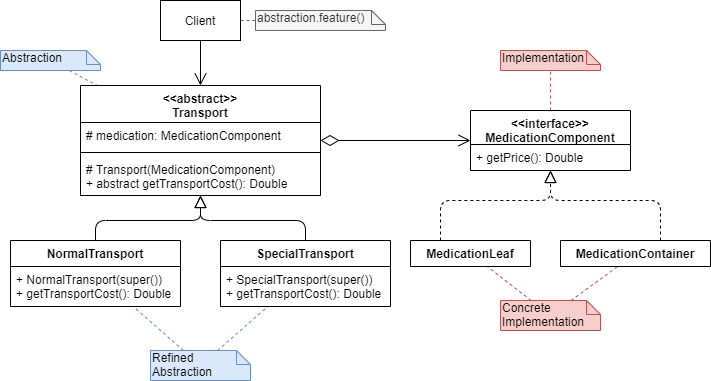 Client
abstraction.feature()
Abstraction
Implementation
<<abstract>>
Transport
# medication: MedicationComponent
# Transport(MedicationComponent)
+ abstract getTransportCost(): Double
<<interface>>
MedicationComponent
+ getPrice(): Double
NormalTransport
+ NormalTransport(super())
+ getTransportCost(): Double
SpecialTransport
+ SpecialTransport(super())
+ getTransportCost(): Double
MedicationLeaf
MedicationContainer
Concrete
Implementation
Refined
Abstraction